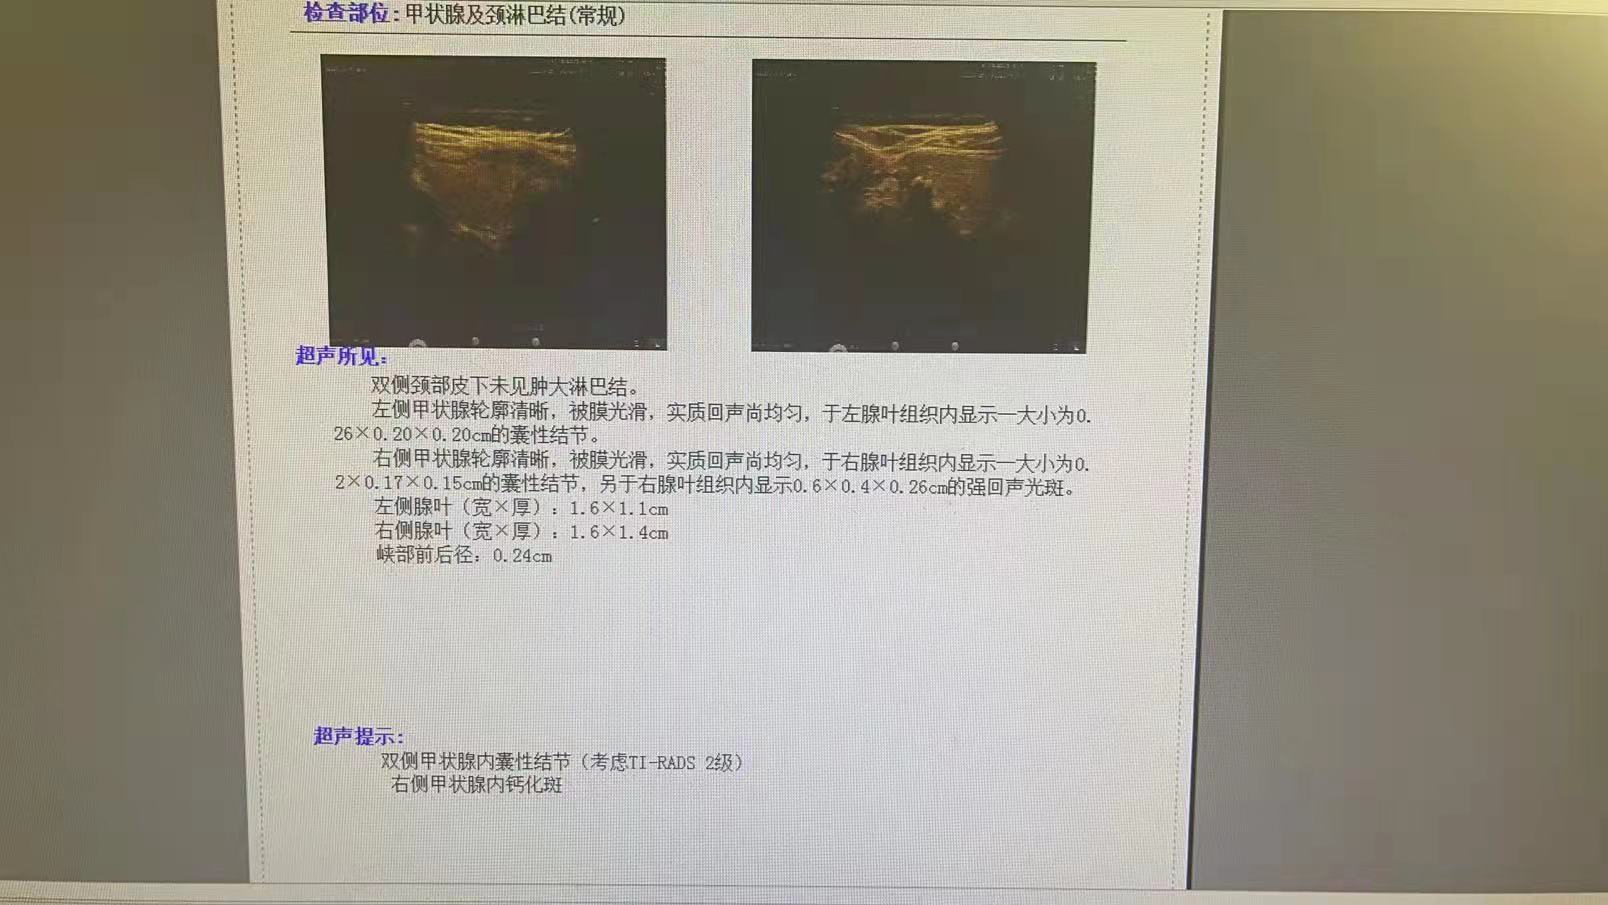 检查部位:甲状腺及颈淋巴结(常规)
超声所见:
双侧颈部皮下未见肿大淋巴结。
左侧甲状腺轮廓清晰，被膜光滑，实质回声尚均匀，于左腺叶组织内显示一大小为0.
26×0.20×0.20cm的囊性结节。
右侧甲状腺轮廓清晰，被膜光滑，实质回声尚均匀，于右腺叶组织内显示一大小为0.
2×0.17×0.15cm的囊性结节，另于右腺叶组织内显示0.6×0.4×0.26cm的强回声光斑。
左侧腺叶（宽×厚）：1.6×1.1cm
右侧腺叶（宽×厚）：1.6×1.4cm
峡部前后径：0.24cm
超声提示:
双侧甲状腺内囊性结节（考虑TI-RADS 2级）
右侧甲状腺内钙化斑